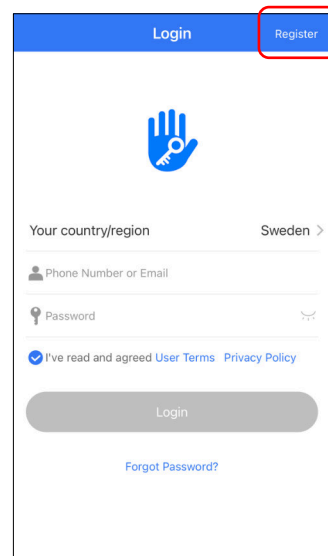 Login Register
Your country/region Sweden
Phone Number or Email
Password
I've read and agreed User Terms Privacy Policy
Login
Forgot Password?